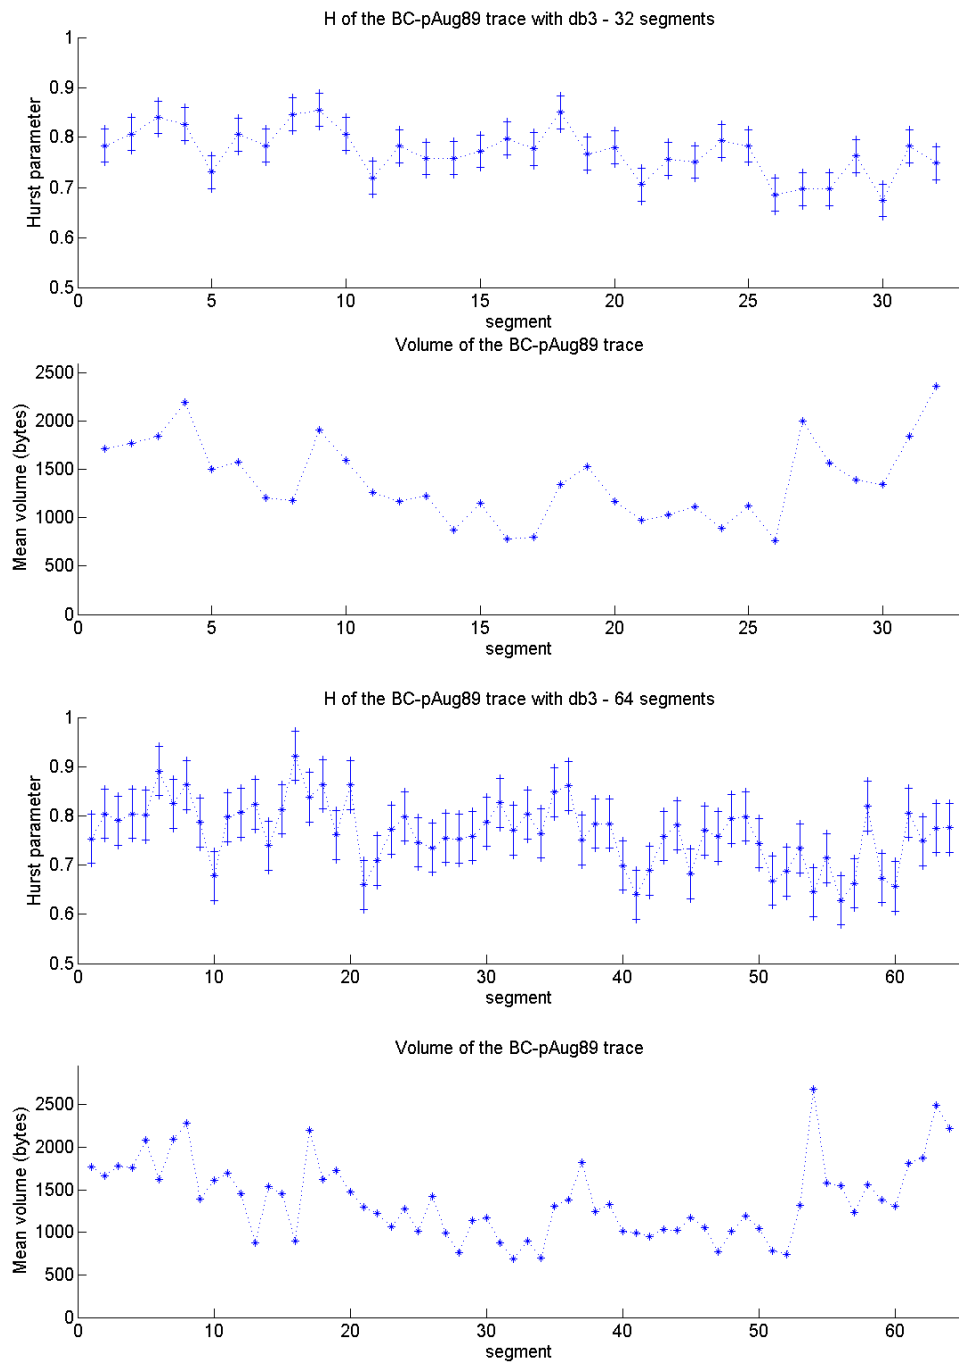 H of the BC-pAug89 trace with db3 - 32 segments
1
0.9
0.8
0.7
0.6
0.5
Hurst parameter
0 5 10 15 20 25 30
segment
Volume of the BC-pAug89 trace
2500
2000
1500
1000
500
0
Mean volume (bytes)
0 5 10 15 20 25 30
segment
H of the BC-pAug89 trace with db3 - 64 segments
1
0.9
0.8
0.7
0.6
0.5
Hurst parameter
0 10 20 30 40 50 60
segment
Volume of the BC-pAug89 trace
2500
2000
1500
1000
500
0
Mean volume (bytes)
0 10 20 30 40 50 60
segment